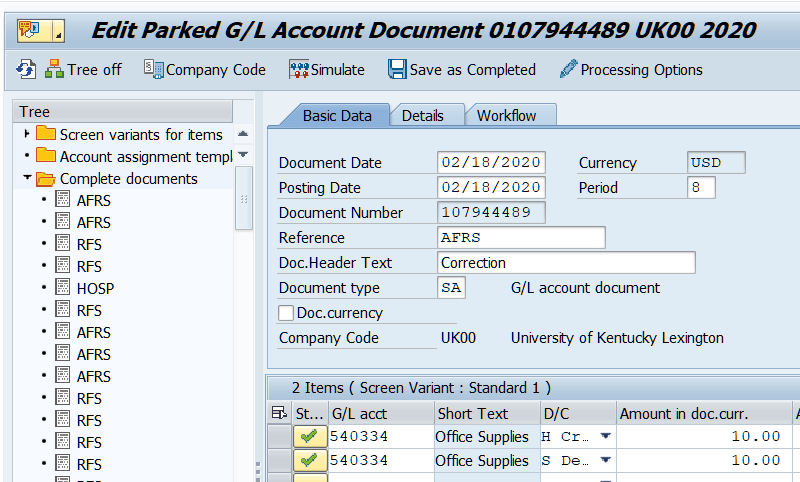 Edit Parked G/L Account Document 0107944489 UK00 2020
Tree off Company Code Simulate Save as Completed Processing Options
Tree
Screen variants for items
Account assignment templ
Complete documents
AFRS
AFRS
RFS
RFS
HOSP
RFS
AFRS
AFRS
AFRS
RFS
RFS
RFS
RFS
Basic Data Details Workflow
Document Date 02/18/2020 Currency USD
Posting Date 02/18/2020 Period 8
Document Number 107944489
Reference AFRS
Doc.Header Text Correction
Document type SA G/L account document
Doc.currency
Company Code UK00 University of Kentucky Lexington
2 Items ( Screen Variant : Standard 1 )
St... G/L acct Short Text D/C Amount in doc.curr.
540334 Office Supplies H Cr... 10.00
540334 Office Supplies S De... 10.00